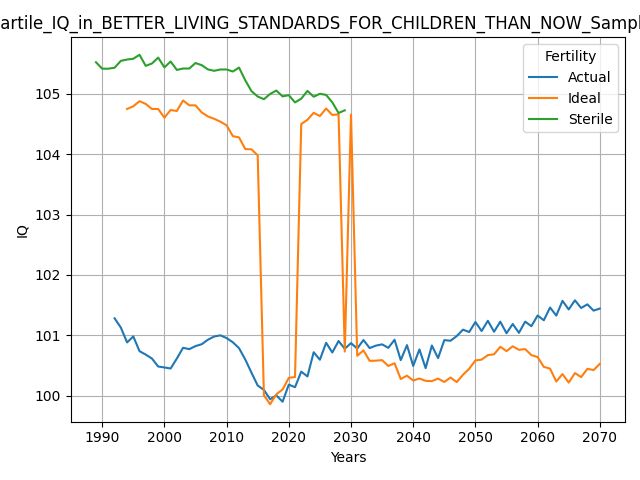 artile_IQ_in_BETTER_LIVING_STANDARDS_FOR_CHILDREN_THAN_NOW_Sampl
Fertility
Actual
Ideal
Sterile
105
104
103
102
101
100
IQ
1990 2000 2010 2020 2030 2040 2050 2060 2070
Years